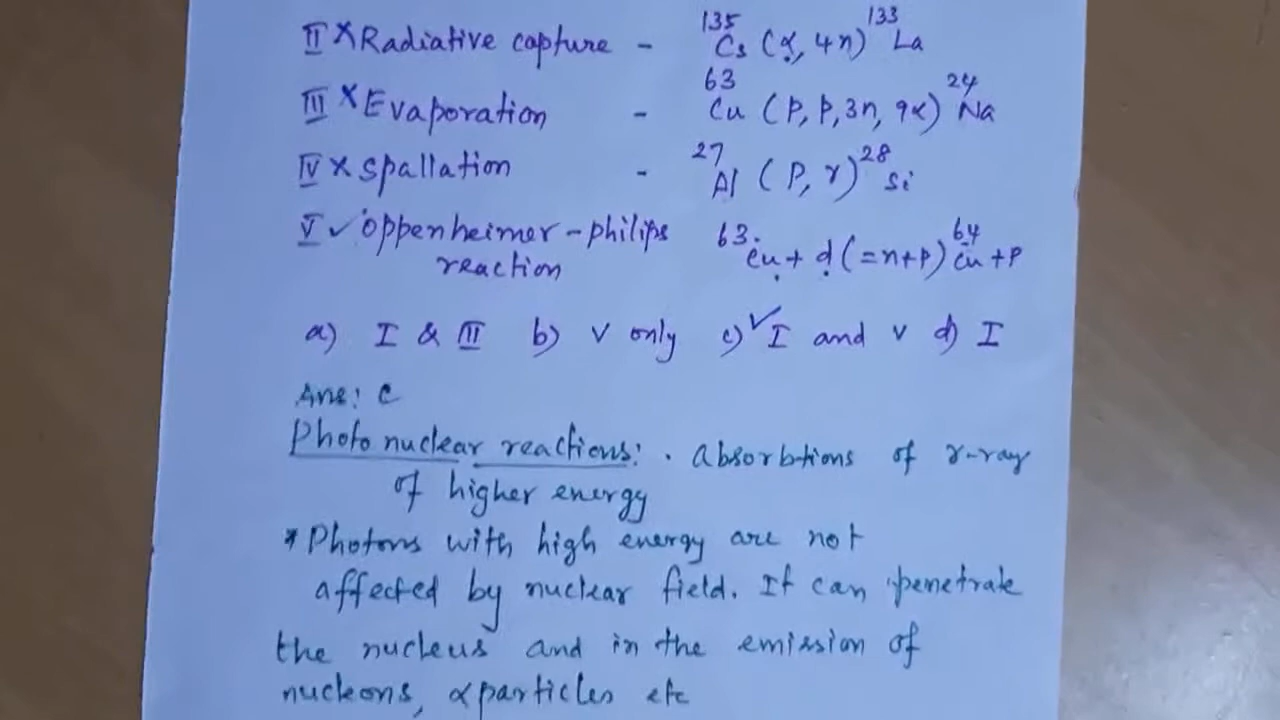 II × Radiative capture - ¹³⁵Cs (α, 4n) ¹³³La
III × Evaporation - ⁶³Cu (P, P, 3n, 9α) ²⁴Na
IV × Spallation - ²⁷Al (P, γ) ²⁸Si
V ✓ Oppenheimer - philips ⁶³Cu + d (= n+P) ⁶⁴Cu + P
reaction
a) I & III b) V only c) ✓ I and V d) I
Ans: C
Photo nuclear reactions: . Absorbtions of γ-ray
of higher energy
* Photons with high energy are not
affected by nuclear field. It can penetrate
the nucleus and in the emission of
nucleons, α particles etc